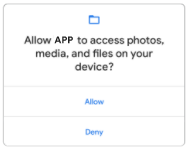 Allow APP to access photos,
media, and files on your
device?
Allow
Deny